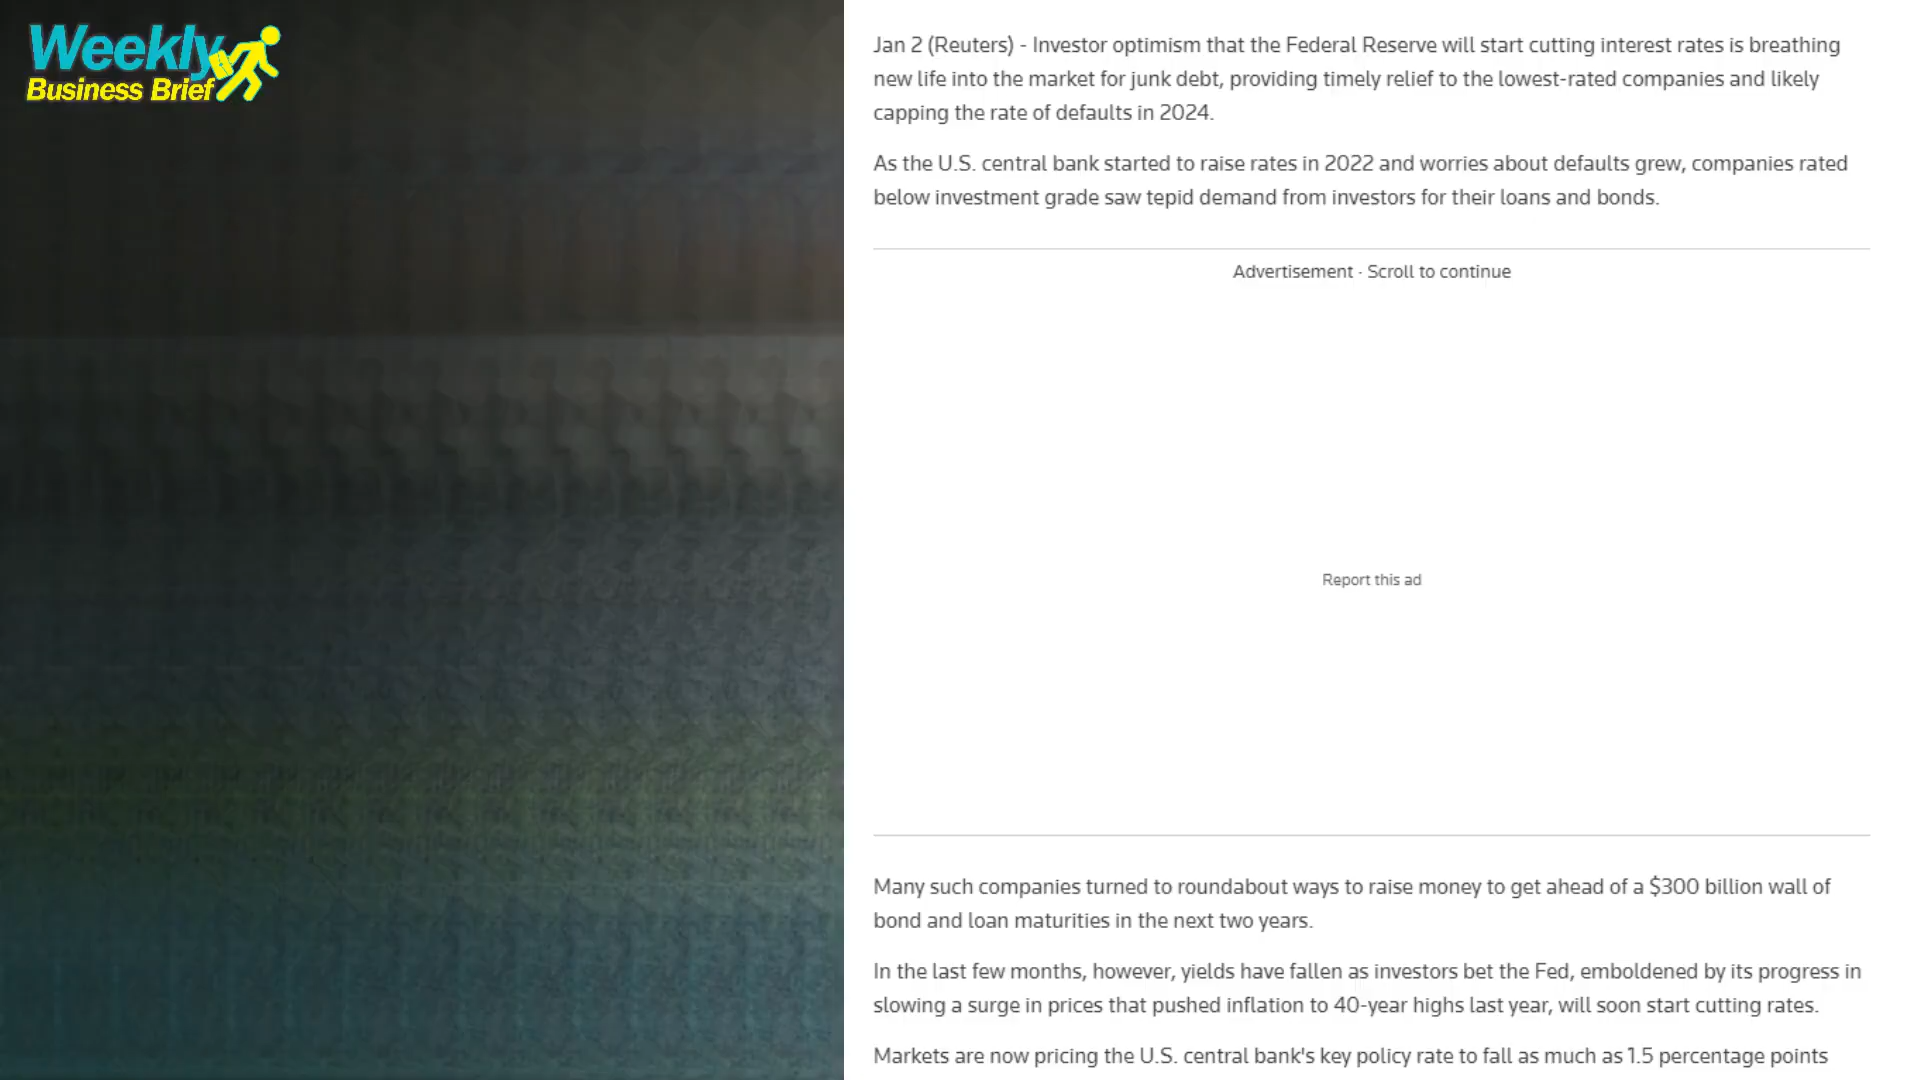 Weekly
Business Brief
Jan 2 (Reuters) - Investor optimism that the Federal Reserve will start cutting interest rates is breathing
new life into the market for junk debt, providing timely relief to the lowest-rated companies and likely
capping the rate of defaults in 2024.
As the U.S. central bank started to raise rates in 2022 and worries about defaults grew, companies rated
below investment grade saw tepid demand from investors for their loans and bonds.
Advertisement · Scroll to continue
Report this ad
Many such companies turned to roundabout ways to raise money to get ahead of a $300 billion wall of
bond and loan maturities in the next two years.
In the last few months, however, yields have fallen as investors bet the Fed, emboldened by its progress in
slowing a surge in prices that pushed inflation to 40-year highs last year, will soon start cutting rates.
Markets are now pricing the U.S. central bank's key policy rate to fall as much as 1.5 percentage points